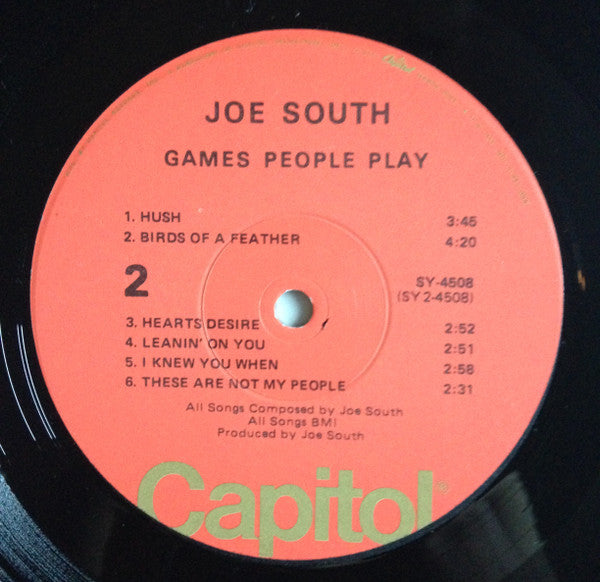 JOE SOUTH
GAMES PEOPLE PLAY
1. HUSH 3:45
2. BIRDS OF A FEATHER 4:20
2
SY-4508
(SY2-4508)
3. HEARTS DESIRE 2:52
4. LEANIN' ON YOU 2:51
5. I KNEW YOU WHEN 2:58
6. THESE ARE NOT MY PEOPLE 2:31
All Songs Composed by Joe South
All Songs BMI
Produced by Joe South
Capitol